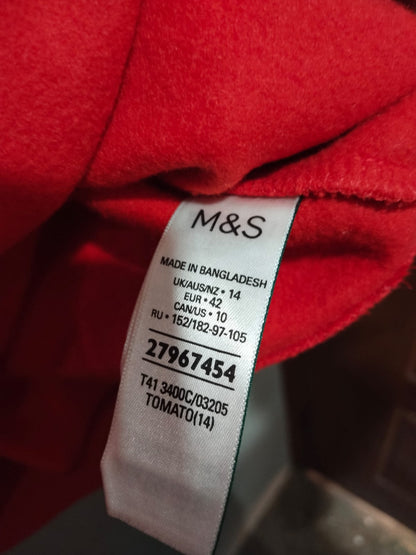 M&S
MADE IN BANGLADESH
UK/AUS/NZ • 14
EUR • 42
CAN/US • 10
RU • 152/182-97-105
27967454
T41 3400C/03205
TOMATO(14)